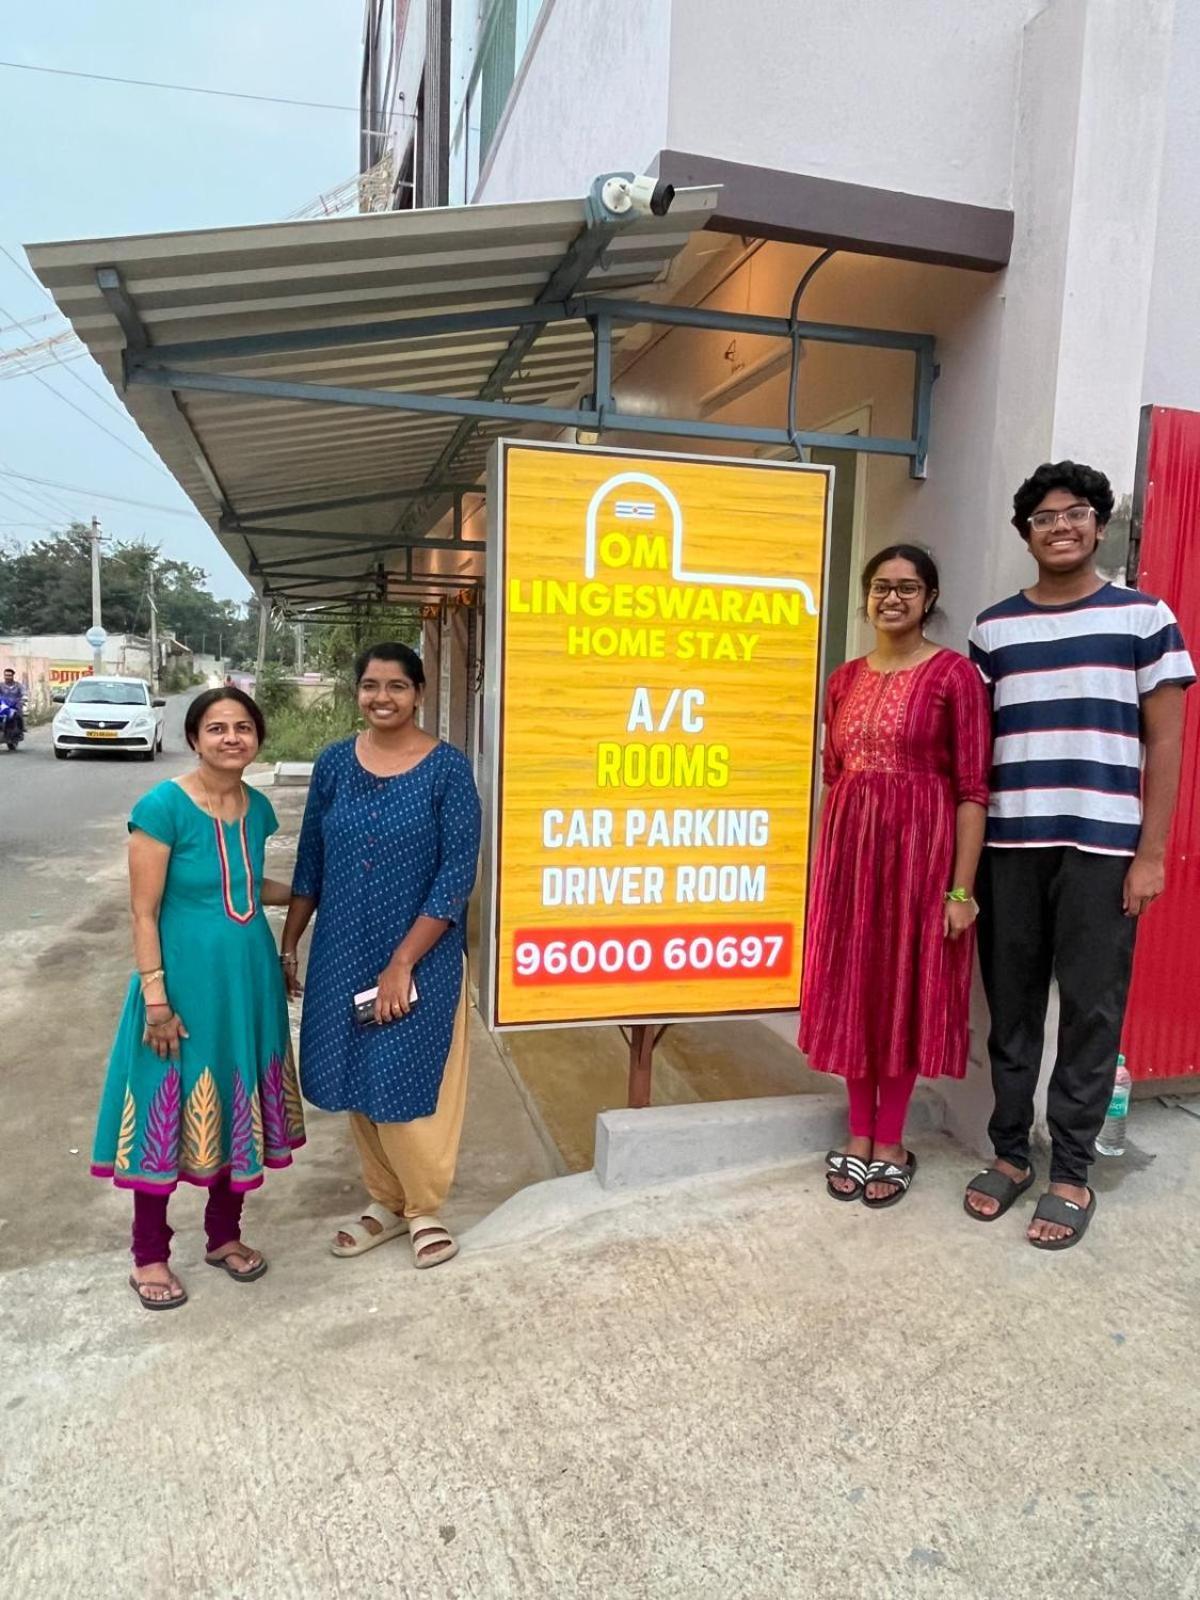 OM
LINGESWARAN
HOME STAY
A/C
ROOMS
CAR PARKING
DRIVER ROOM
96000 60697